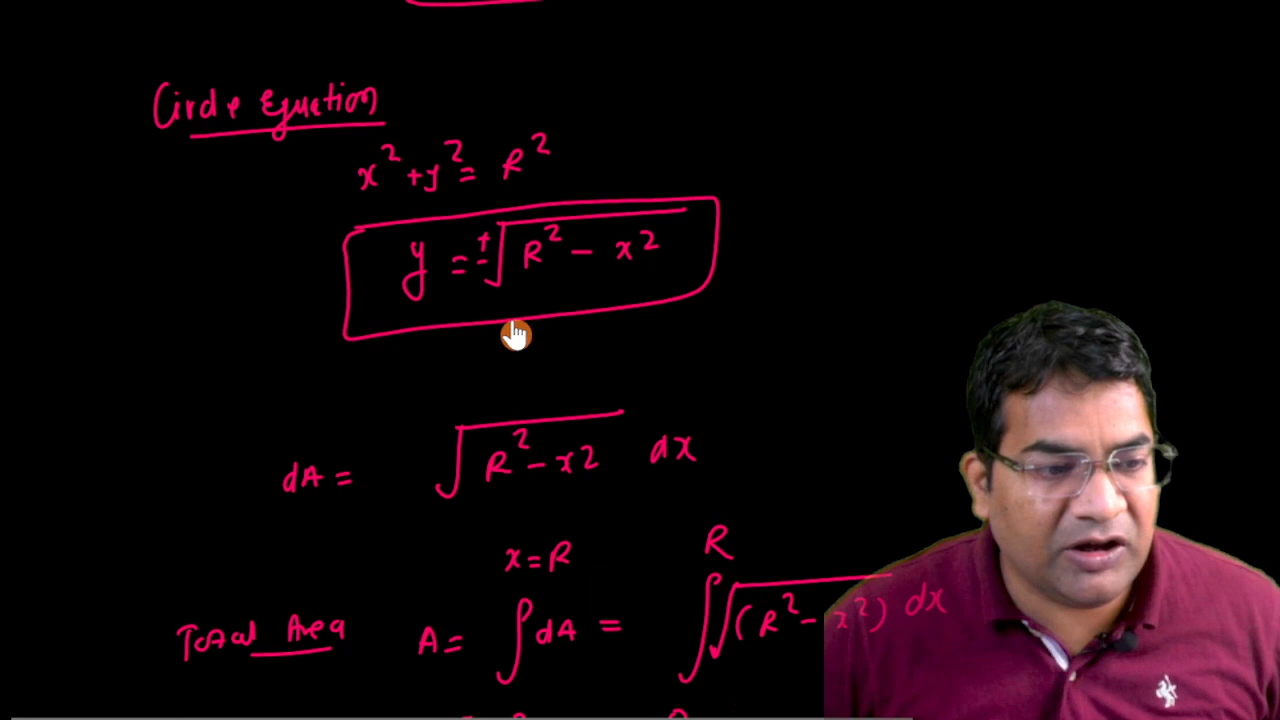 Circle Equation
x² + y² = R²
y = ±√R² − x²
dA = √R² − x² dx
x = R
R
Total Area A = ∫ dA = ∫ √(R² − x²) dx